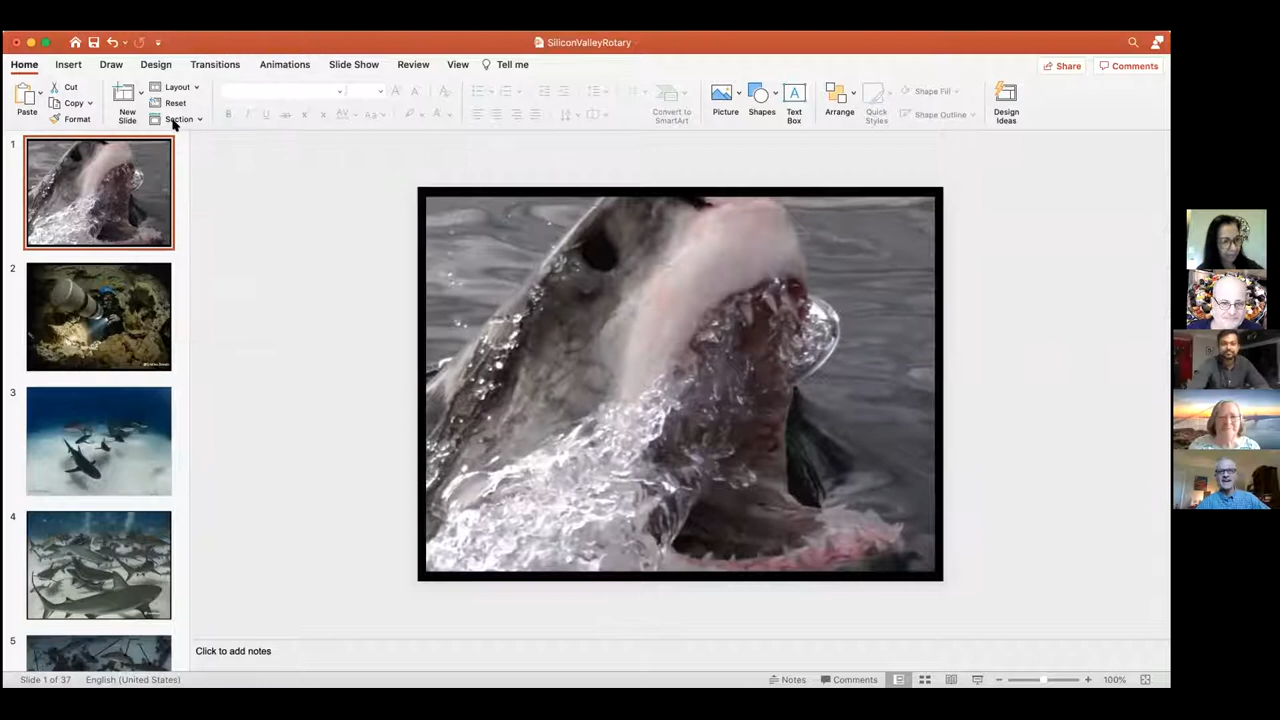 SiliconValleyRotary
Home Insert Draw Design Transitions Animations Slide Show Review View Tell me Share Comments
Paste Cut Copy Format
New Slide Layout Reset Section
Convert to SmartArt
Picture Shapes Text Box
Arrange Quick Styles Shape Fill Shape Outline
Design Ideas
1
2
3
4
5
Click to add notes
Slide 1 of 37 English (United States) Notes Comments 100%